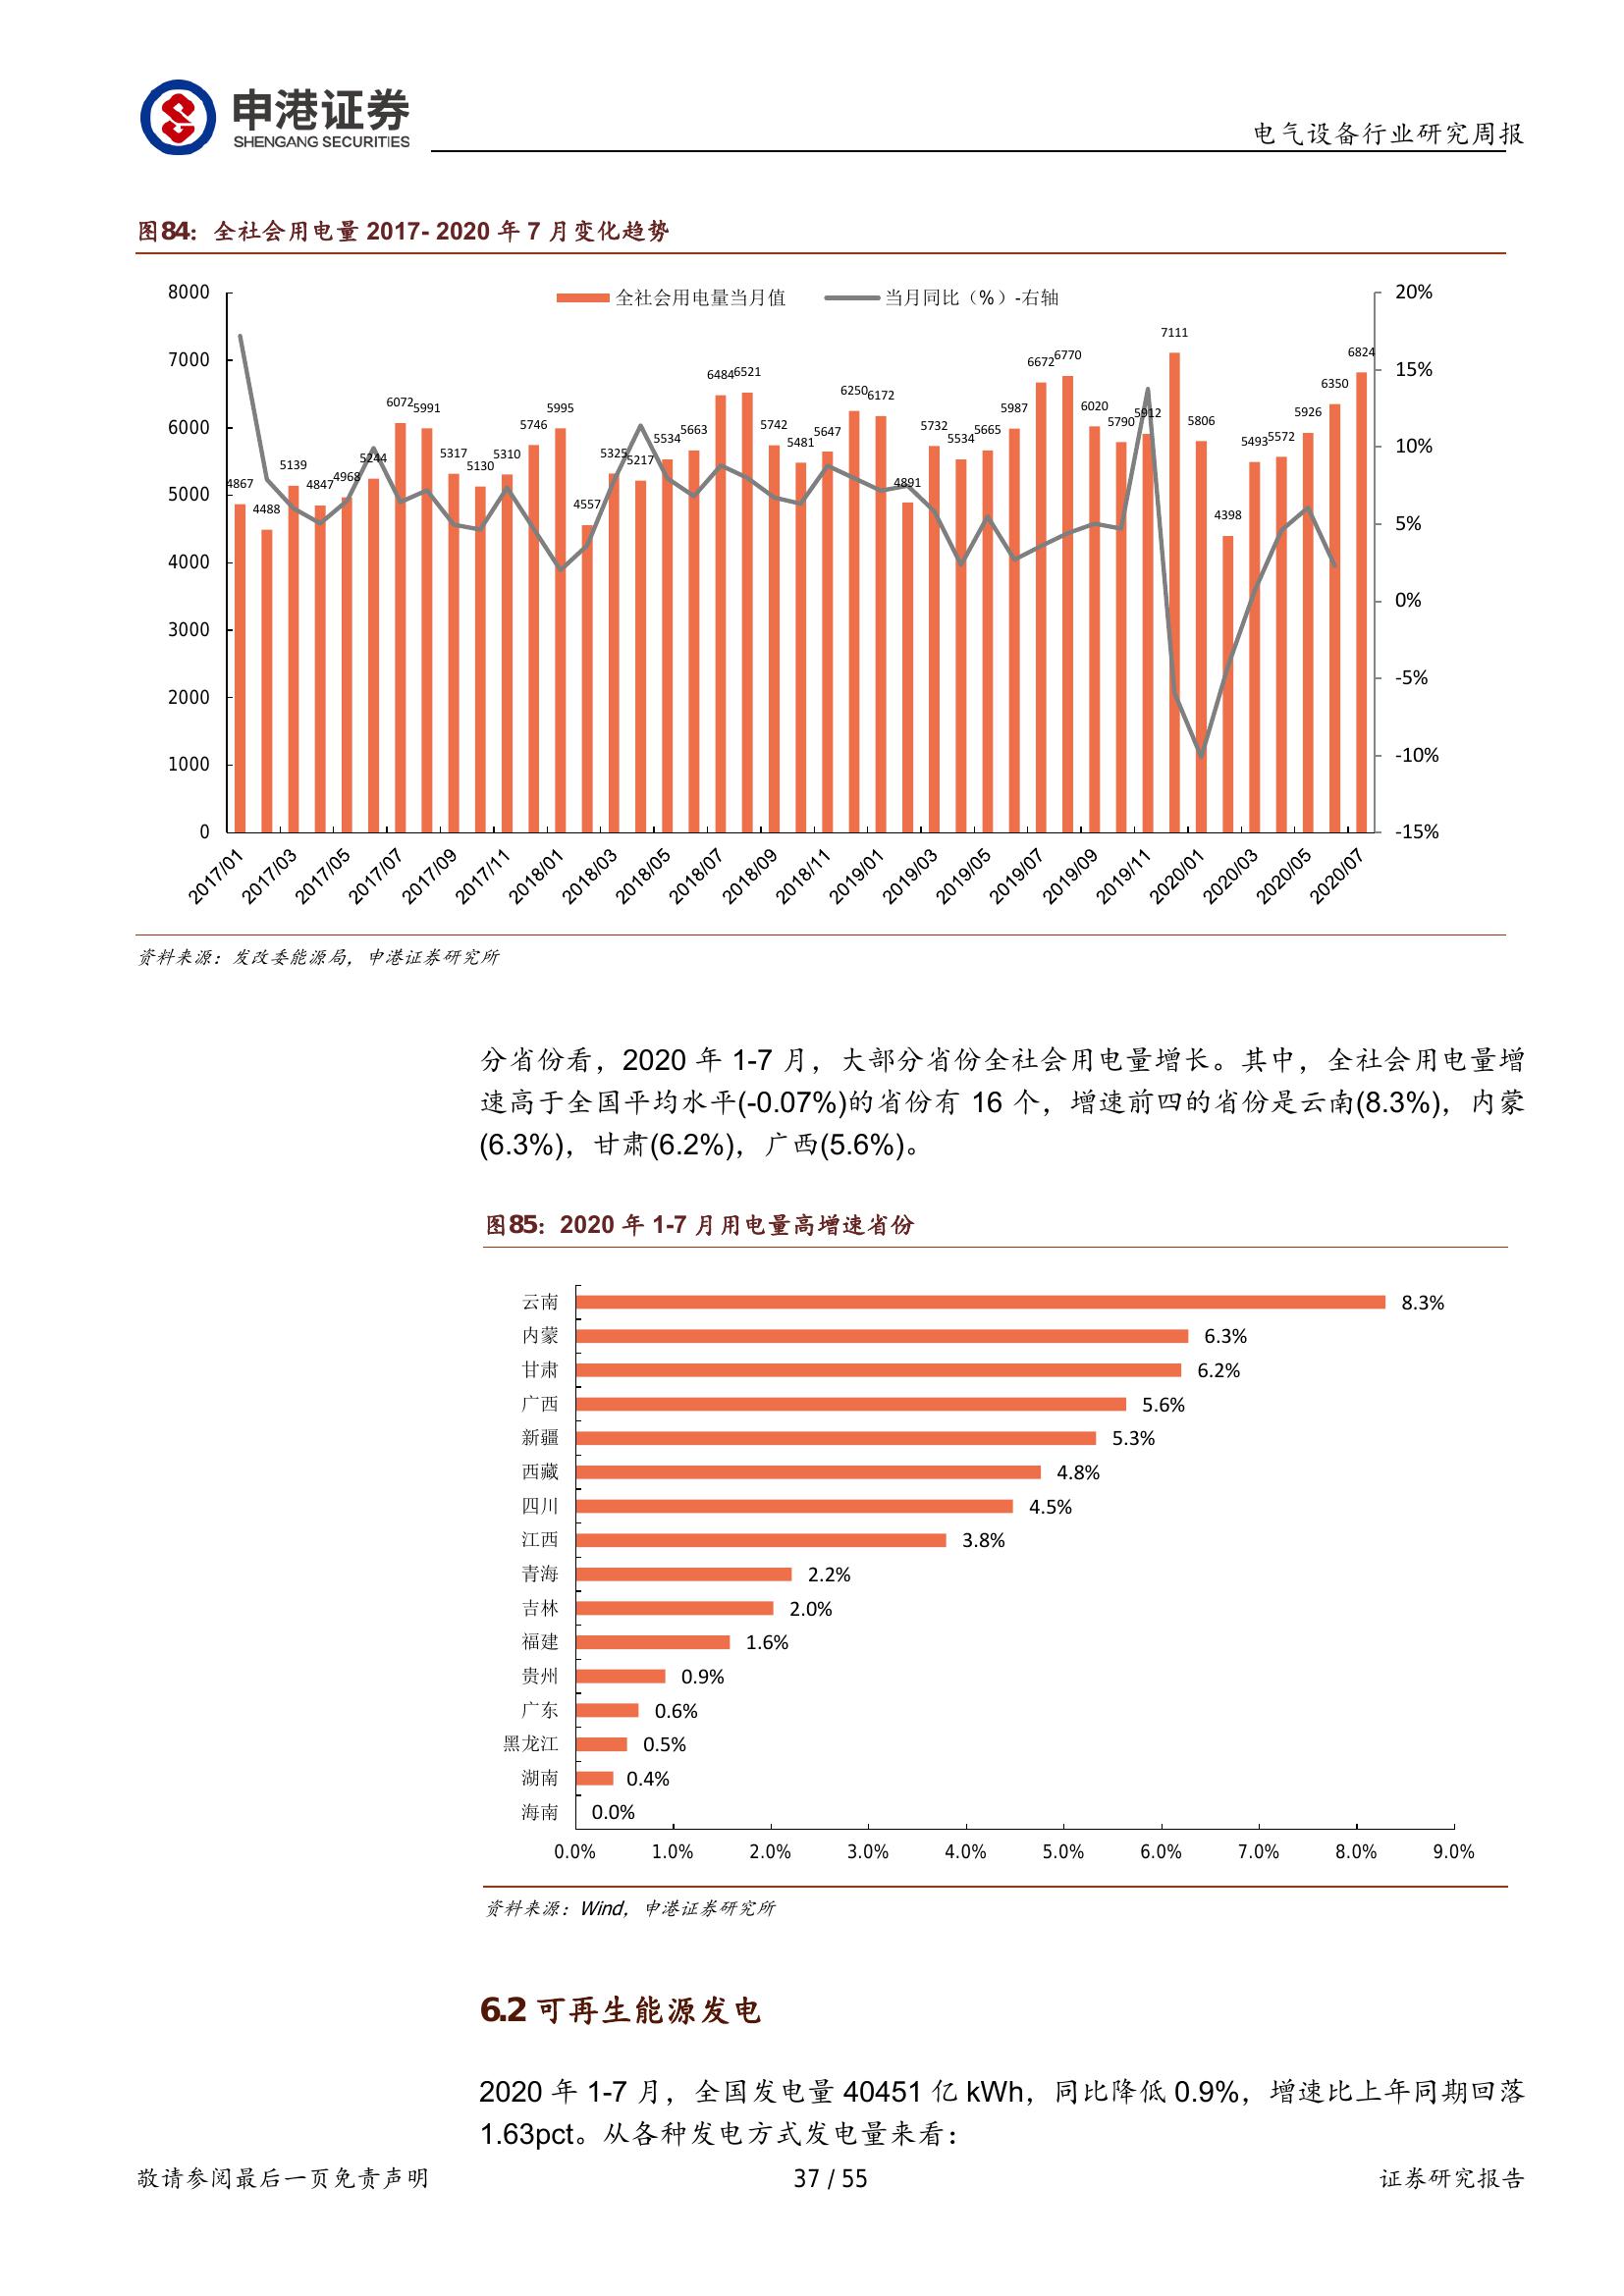 申港证券
SHENGANG SECURITIES
电气设备行业研究周报
图84：全社会用电量 2017- 2020 年 7 月变化趋势
全社会用电量当月值 当月同比（%）-右轴
8000
7000
6000
5000
4000
3000
2000
1000
0
20%
15%
10%
5%
0%
-5%
-10%
-15%
4867 4488 5139 4847 4968 5244 6072 5991 5317 5130 5310 5746 5995 4557 5325 5217 5534 5663 6484 6521 5742 5481 5647 6250 6172 4891 5732 5534 5665 5987 6672 6770 6020 5790 5912 7111 5806 4398 5493 5572 5926 6350 6824
2017/01 2017/03 2017/05 2017/07 2017/09 2017/11 2018/01 2018/03 2018/05 2018/07 2018/09 2018/11 2019/01 2019/03 2019/05 2019/07 2019/09 2019/11 2020/01 2020/03 2020/05 2020/07
资料来源：发改委能源局，申港证券研究所
分省份看，2020 年 1-7 月，大部分省份全社会用电量增长。其中，全社会用电量增
速高于全国平均水平(-0.07%)的省份有 16 个，增速前四的省份是云南(8.3%)，内蒙
(6.3%)，甘肃(6.2%)，广西(5.6%)。
图85：2020 年 1-7 月用电量高增速省份
云南 8.3%
内蒙 6.3%
甘肃 6.2%
广西 5.6%
新疆 5.3%
西藏 4.8%
四川 4.5%
江西 3.8%
青海 2.2%
吉林 2.0%
福建 1.6%
贵州 0.9%
广东 0.6%
黑龙江 0.5%
湖南 0.4%
海南 0.0%
0.0% 1.0% 2.0% 3.0% 4.0% 5.0% 6.0% 7.0% 8.0% 9.0%
资料来源：Wind，申港证券研究所
6.2 可再生能源发电
2020 年 1-7 月，全国发电量 40451 亿 kWh，同比降低 0.9%，增速比上年同期回落
1.63pct。从各种发电方式发电量来看：
敬请参阅最后一页免责声明 37 / 55 证券研究报告